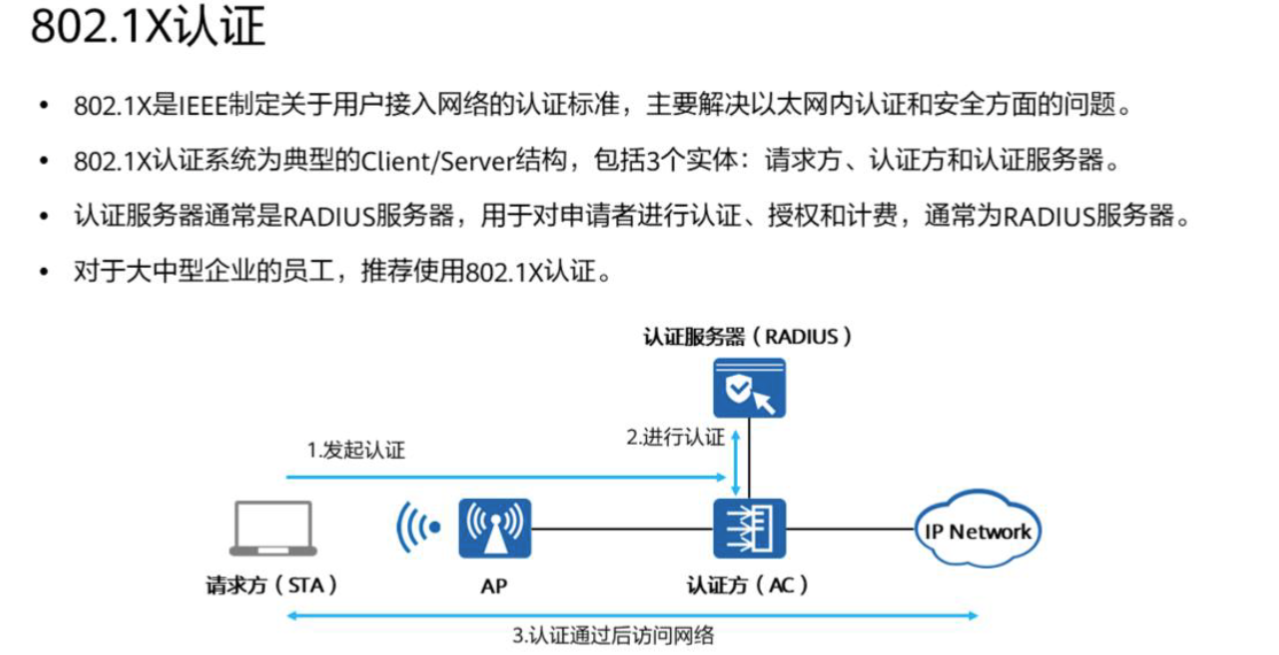 802.1X认证
• 802.1X是IEEE制定关于用户接入网络的认证标准，主要解决以太网内认证和安全方面的问题。
• 802.1X认证系统为典型的Client/Server结构，包括3个实体：请求方、认证方和认证服务器。
• 认证服务器通常是RADIUS服务器，用于对申请者进行认证、授权和计费，通常为RADIUS服务器。
• 对于大中型企业的员工，推荐使用802.1X认证。
认证服务器（RADIUS）
2.进行认证
1.发起认证
IP Network
请求方（STA）
AP
认证方（AC）
3.认证通过后访问网络